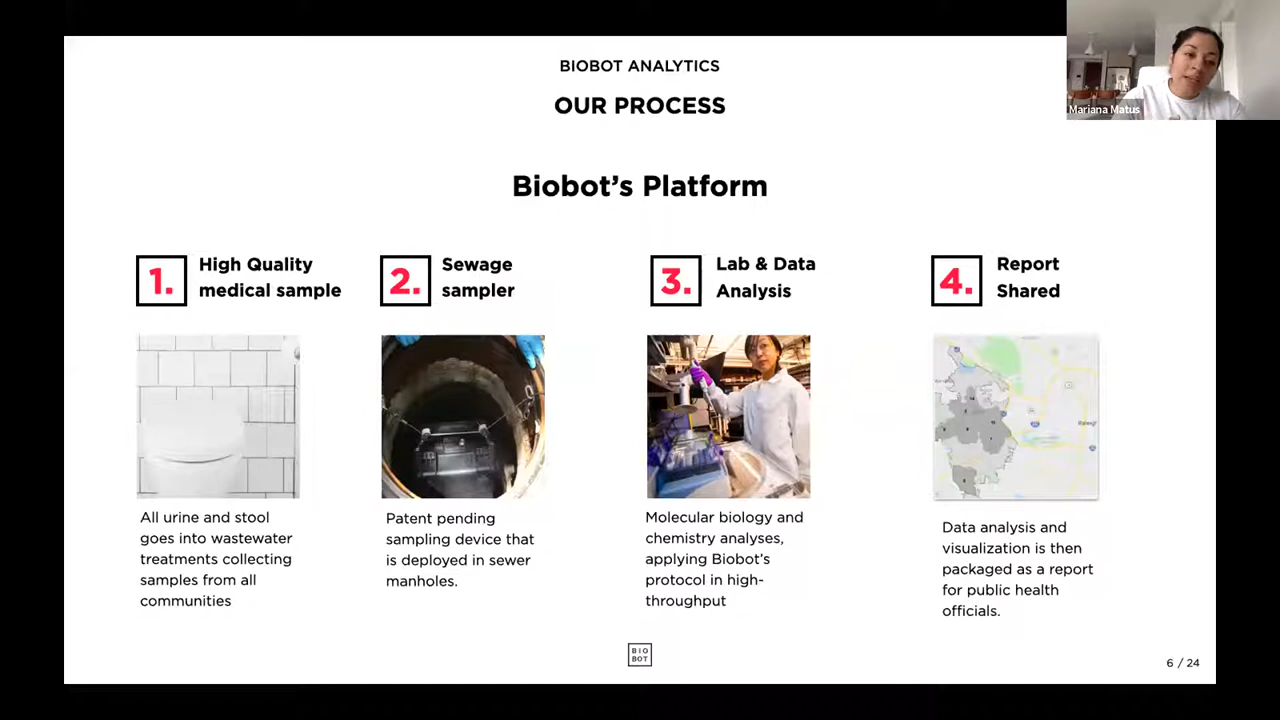 BIOBOT ANALYTICS
OUR PROCESS
Mariana Matus
Biobot's Platform
1.
High Quality
medical sample
2.
Sewage
sampler
3.
Lab & Data
Analysis
4.
Report
Shared
All urine and stool
goes into wastewater
treatments collecting
samples from all
communities
Patent pending
sampling device that
is deployed in sewer
manholes.
Molecular biology and
chemistry analyses,
applying Biobot's
protocol in high-
throughput
Data analysis and
visualization is then
packaged as a report
for public health
officials.
BIO
BOT
6 / 24